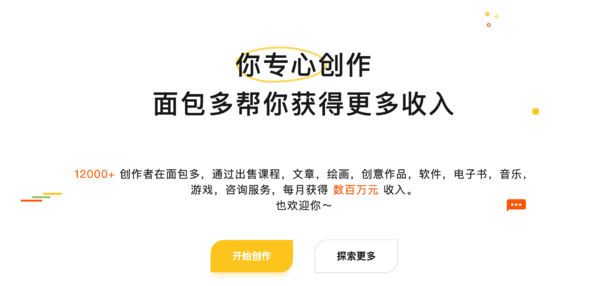 你专心创作
面包多帮你获得更多收入
12000+ 创作者在面包多，通过出售课程，文章，绘画，创意作品，软件，电子书，音乐，
游戏，咨询服务，每月获得 数百万元 收入。
也欢迎你～
开始创作
探索更多